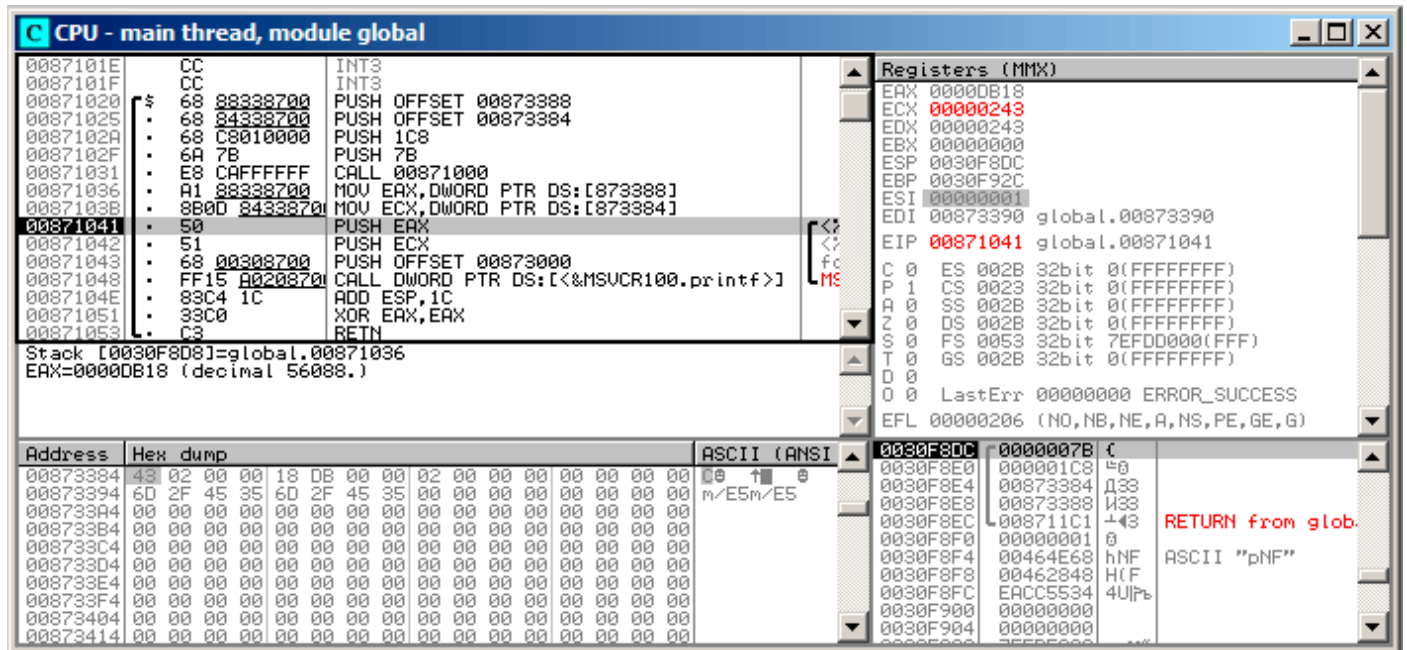 C CPU - main thread, module global
0087101E CC INT3
0087101F CC INT3
00871020 $ 68 88338700 PUSH OFFSET 00873388
00871025 . 68 84338700 PUSH OFFSET 00873384
0087102A . 68 C8010000 PUSH 1C8
0087102F . 6A 7B PUSH 7B
00871031 . E8 CAFFFFFF CALL 00871000
00871036 . A1 88338700 MOV EAX,DWORD PTR DS:[873388]
0087103B . 8B0D 84338700 MOV ECX,DWORD PTR DS:[873384]
00871041 . 50 PUSH EAX <%
00871042 . 51 PUSH ECX <%
00871043 . 68 00308700 PUSH OFFSET 00873000 fo
00871048 . FF15 A0208700 CALL DWORD PTR DS:[<&MSVCR100.printf>] MS
0087104E . 83C4 1C ADD ESP,1C
00871051 . 33C0 XOR EAX,EAX
00871053 . C3 RETN
Stack [0030F8D8]=global.00871036
EAX=0000DB18 (decimal 56088.)
Registers (MMX)
EAX 0000DB18
ECX 00000243
EDX 00000243
EBX 00000000
ESP 0030F8DC
EBP 0030F92C
ESI 00000001
EDI 00873390 global.00873390
EIP 00871041 global.00871041
C 0 ES 002B 32bit 0(FFFFFFFF)
P 1 CS 0023 32bit 0(FFFFFFFF)
A 0 SS 002B 32bit 0(FFFFFFFF)
Z 0 DS 002B 32bit 0(FFFFFFFF)
S 0 FS 0053 32bit 7EFDD000(FFF)
T 0 GS 002B 32bit 0(FFFFFFFF)
D 0
O 0 LastErr 00000000 ERROR_SUCCESS
EFL 00000206 (NO,NB,NE,A,NS,PE,GE,G)
Address Hex dump ASCII (ANSI
00873384 43 02 00 00 18 DB 00 00 02 00 00 00 00 00 00 00
00873394 6D 2F 45 35 6D 2F 45 35 00 00 00 00 00 00 00 00 m/E5m/E5
008733A4 00 00 00 00 00 00 00 00 00 00 00 00 00 00 00 00
008733B4 00 00 00 00 00 00 00 00 00 00 00 00 00 00 00 00
008733C4 00 00 00 00 00 00 00 00 00 00 00 00 00 00 00 00
008733D4 00 00 00 00 00 00 00 00 00 00 00 00 00 00 00 00
008733E4 00 00 00 00 00 00 00 00 00 00 00 00 00 00 00 00
008733F4 00 00 00 00 00 00 00 00 00 00 00 00 00 00 00 00
00873404 00 00 00 00 00 00 00 00 00 00 00 00 00 00 00 00
00873414 00 00 00 00 00 00 00 00 00 00 00 00 00 00 00 00
0030F8DC 0000007B {
0030F8E0 000001C8 ╚☺
0030F8E4 00873384 Д3З
0030F8E8 00873388 И3З
0030F8EC 008711C1 ┴◄З RETURN from glob
0030F8F0 00000001 ☺
0030F8F4 00464E68 hNF ASCII "pNF"
0030F8F8 00462848 H(F
0030F8FC EACC5534 4U╠ъ
0030F900 00000000
0030F904 00000000